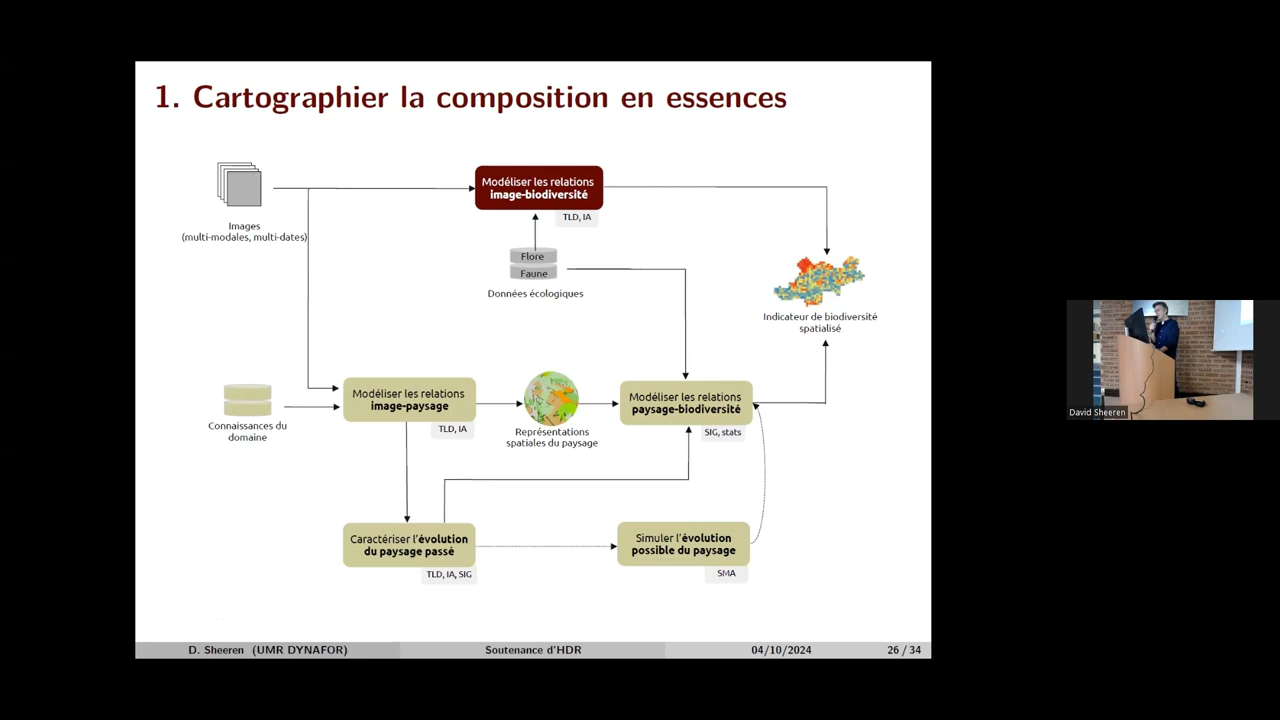 1. Cartographier la composition en essences
Modéliser les relations
image-biodiversité
TLD, IA
Images
(multi-modales, multi-dates)
Flore
Faune
Données écologiques
Indicateur de biodiversité
spatialisé
Modéliser les relations
image-paysage
TLD, IA
Connaissances du
domaine
Représentations
spatiales du paysage
Modéliser les relations
paysage-biodiversité
SIG, stats
David Sheeren
Caractériser l'évolution
du paysage passé
TLD, IA, SIG
Simuler l'évolution
possible du paysage
SMA
D. Sheeren (UMR DYNAFOR)
Soutenance d'HDR
04/10/2024
26 / 34